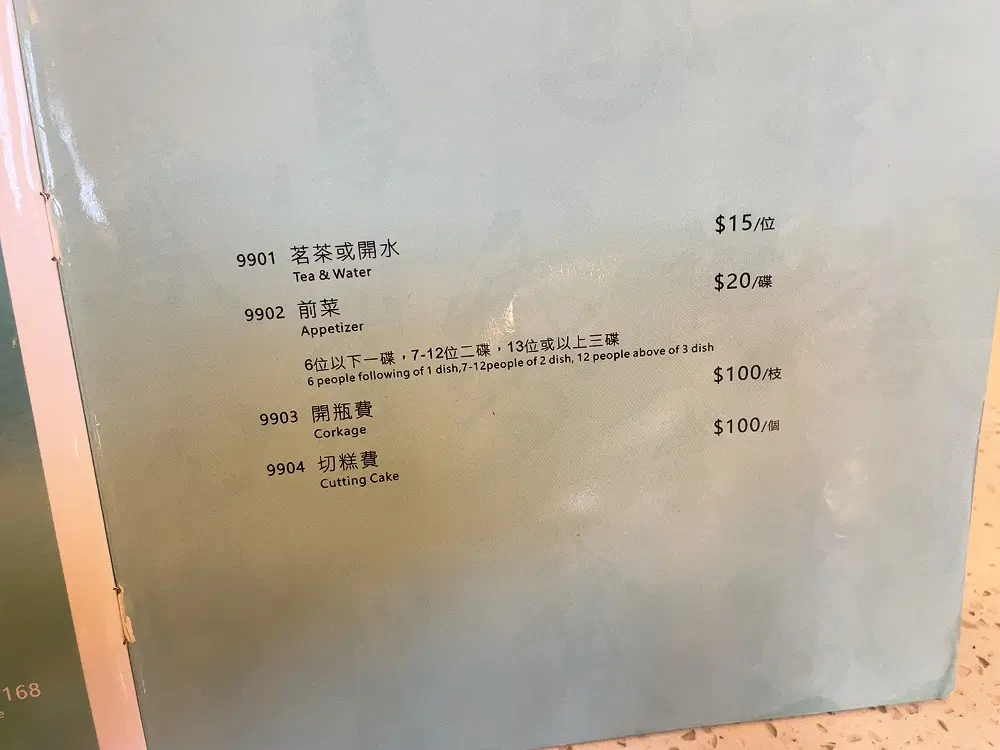 9901 茗茶或開水 $15/位
Tea & Water
9902 前菜 $20/碟
Appetizer
6位以下一碟，7-12位二碟，13位或以上三碟
6 people following of 1 dish,7-12people of 2 dish, 12 people above of 3 dish
9903 開瓶費 $100/枝
Corkage
9904 切糕費 $100/個
Cutting Cake
168
e